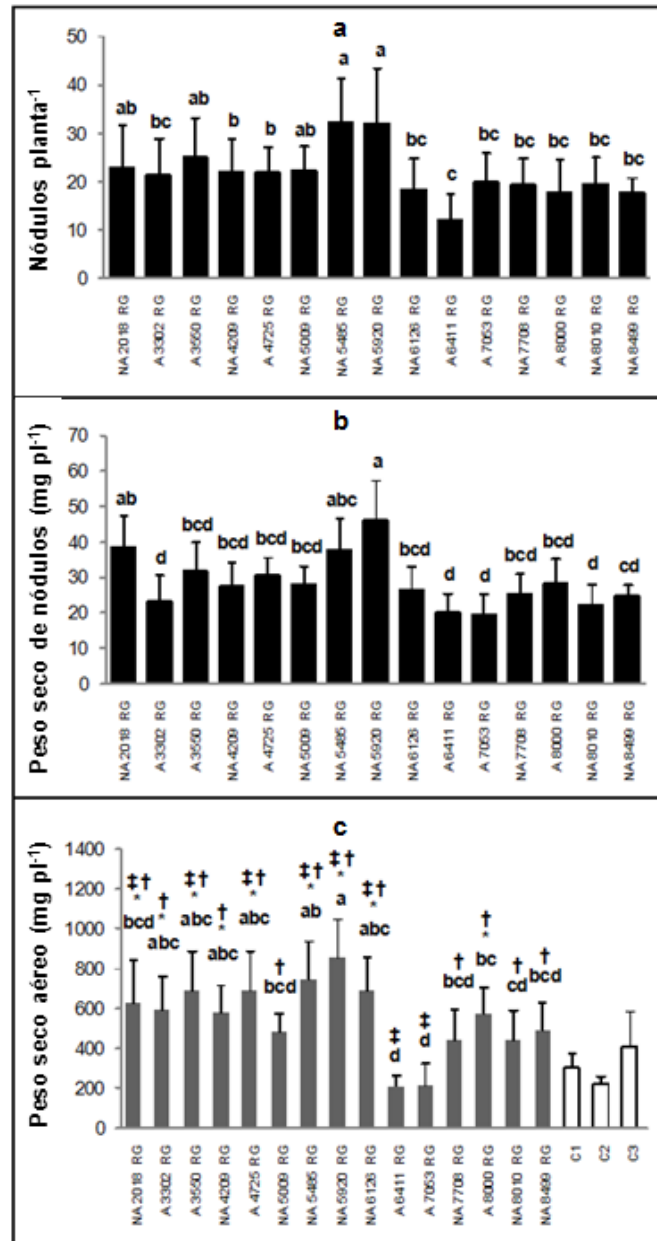 a
Nódulos planta-1
50
40
30
20
10
0
ab bc ab b b ab a a bc c bc bc bc bc bc
NA 2018 RG
A 3302 RG
A 3550 RG
NA 4209 RG
A 4725 RG
NA 5009 RG
NA 5485 RG
NA 5920 RG
NA 6126 RG
A 6411 RG
A 7053 RG
NA 7708 RG
A 8000 RG
NA 8010 RG
NA 8499 RG
b
Peso seco de nódulos (mg pl-1)
70
60
50
40
30
20
10
0
ab d bcd bcd bcd bcd abc a bcd d d bcd bcd d cd
NA 2018 RG
A 3302 RG
A 3550 RG
NA 4209 RG
A 4725 RG
NA 5009 RG
NA 5485 RG
NA 5920 RG
NA 6126 RG
A 6411 RG
A 7053 RG
NA 7708 RG
A 8000 RG
NA 8010 RG
NA 8499 RG
c
Peso seco aéreo (mg pl-1)
1400
1200
1000
800
600
400
200
0
‡† * bcd
† * abc
‡† * abc
† * abc
‡† * abc
† bcd
‡† * ab
‡† * a
‡† * abc
‡ d
‡ d
† bcd
† * bc
† cd
† bcd
NA 2018 RG
A 3302 RG
A 3550 RG
NA 4209 RG
A 4725 RG
NA 5009 RG
NA 5485 RG
NA 5920 RG
NA 6126 RG
A 6411 RG
A 7053 RG
NA 7708 RG
A 8000 RG
NA 8010 RG
NA 8499 RG
C1
C2
C3